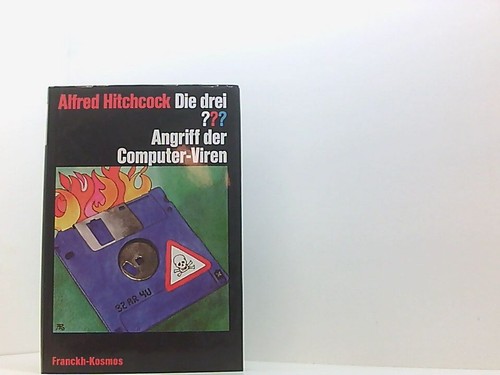 Alfred Hitchcock Die drei
???
Angriff der
Computer-Viren
Franckh-Kosmos